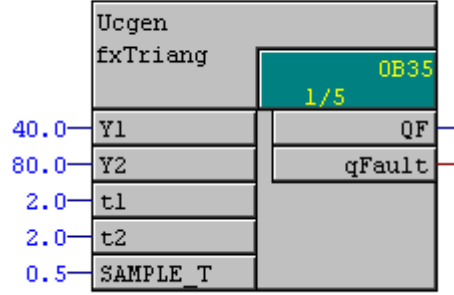 Ucgen
fxTriang
OB35
1/5
40.0 Y1 QF
80.0 Y2 qFault
2.0 t1
2.0 t2
0.5 SAMPLE_T